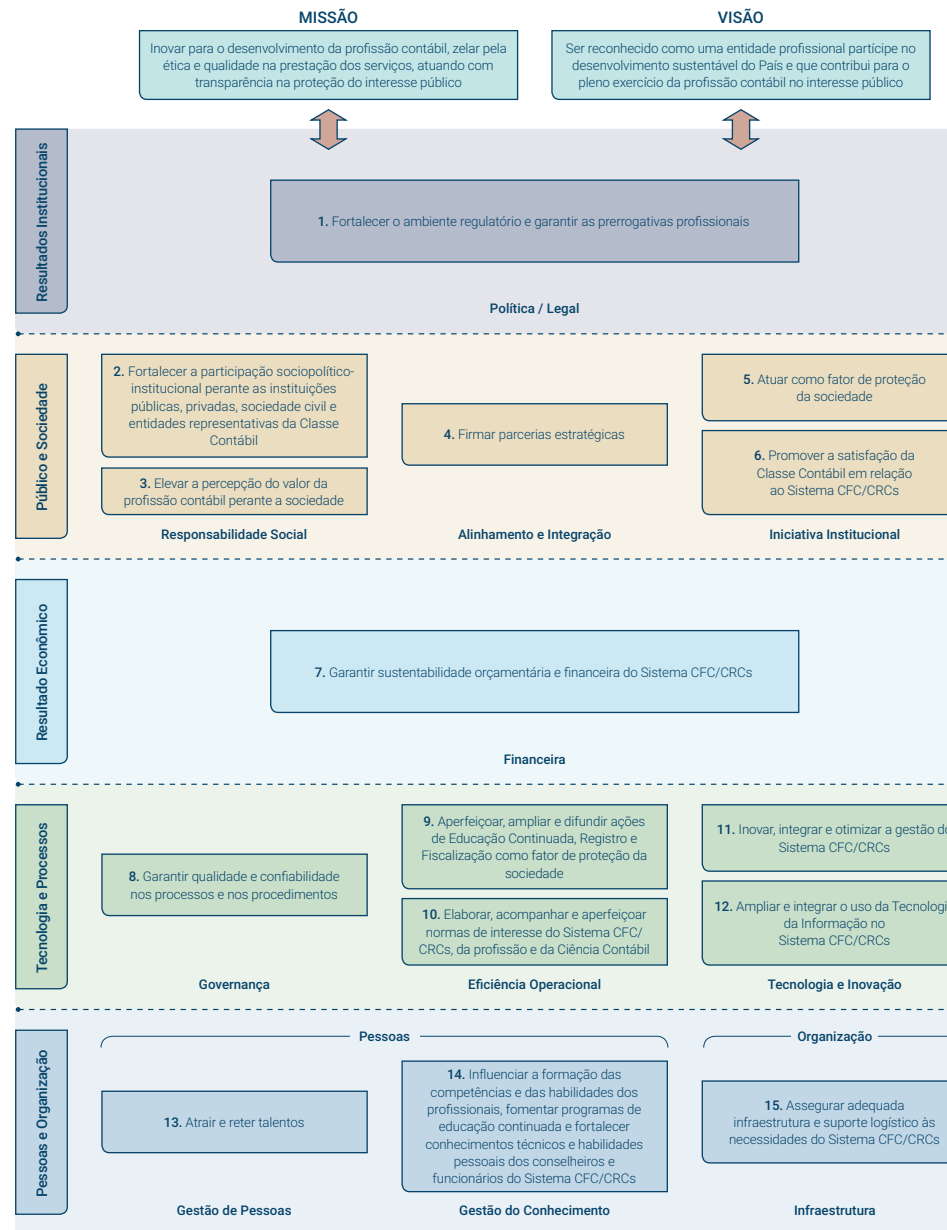 MISSÃO
Inovar para o desenvolvimento da profissão contábil, zelar pela
ética e qualidade na prestação dos serviços, atuando com
transparência na proteção do interesse público
VISÃO
Ser reconhecido como uma entidade profissional partícipe no
desenvolvimento sustentável do País e que contribui para o
pleno exercício da profissão contábil no interesse público
Resultados Institucionais
1. Fortalecer o ambiente regulatório e garantir as prerrogativas profissionais
Política / Legal
Público e Sociedade
2. Fortalecer a participação sociopolítico-
institucional perante as instituições
públicas, privadas, sociedade civil e
entidades representativas da Classe
Contábil
3. Elevar a percepção do valor da
profissão contábil perante a sociedade
Responsabilidade Social
4. Firmar parcerias estratégicas
Alinhamento e Integração
5. Atuar como fator de proteção
da sociedade
6. Promover a satisfação da
Classe Contábil em relação
ao Sistema CFC/CRCs
Iniciativa Institucional
Resultado Econômico
7. Garantir sustentabilidade orçamentária e financeira do Sistema CFC/CRCs
Financeira
Tecnologia e Processos
8. Garantir qualidade e confiabilidade
nos processos e nos procedimentos
Governança
9. Aperfeiçoar, ampliar e difundir ações
de Educação Continuada, Registro e
Fiscalização como fator de proteção da
sociedade
10. Elaborar, acompanhar e aperfeiçoar
normas de interesse do Sistema CFC/
CRCs, da profissão e da Ciência Contábil
Eficiência Operacional
11. Inovar, integrar e otimizar a gestão
Sistema CFC/CRCs
12. Ampliar e integrar o uso da
da Informação no
Sistema CFC/CRCs
Tecnologia e Inovação
Pessoas e Organização
Pessoas
13. Atrair e reter talentos
Gestão de Pessoas
14. Influenciar a formação das
competências e das habilidades dos
profissionais, fomentar programas de
educação continuada e fortalecer
conhecimentos técnicos e habilidades
pessoais dos conselheiros e
funcionários do Sistema CFC/CRCs
Gestão do Conhecimento
Organização
15. Assegurar adequada
infraestrutura e suporte logístico às
necessidades do Sistema CFC/CRCs
Infraestrutura